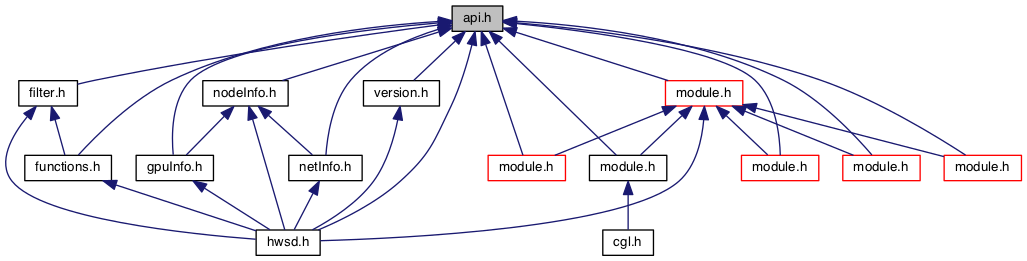 api.h
filter.h
nodeInfo.h
version.h
module.h
functions.h
gpuInfo.h
netInfo.h
module.h
module.h
module.h
module.h
module.h
hwsd.h
cgl.h